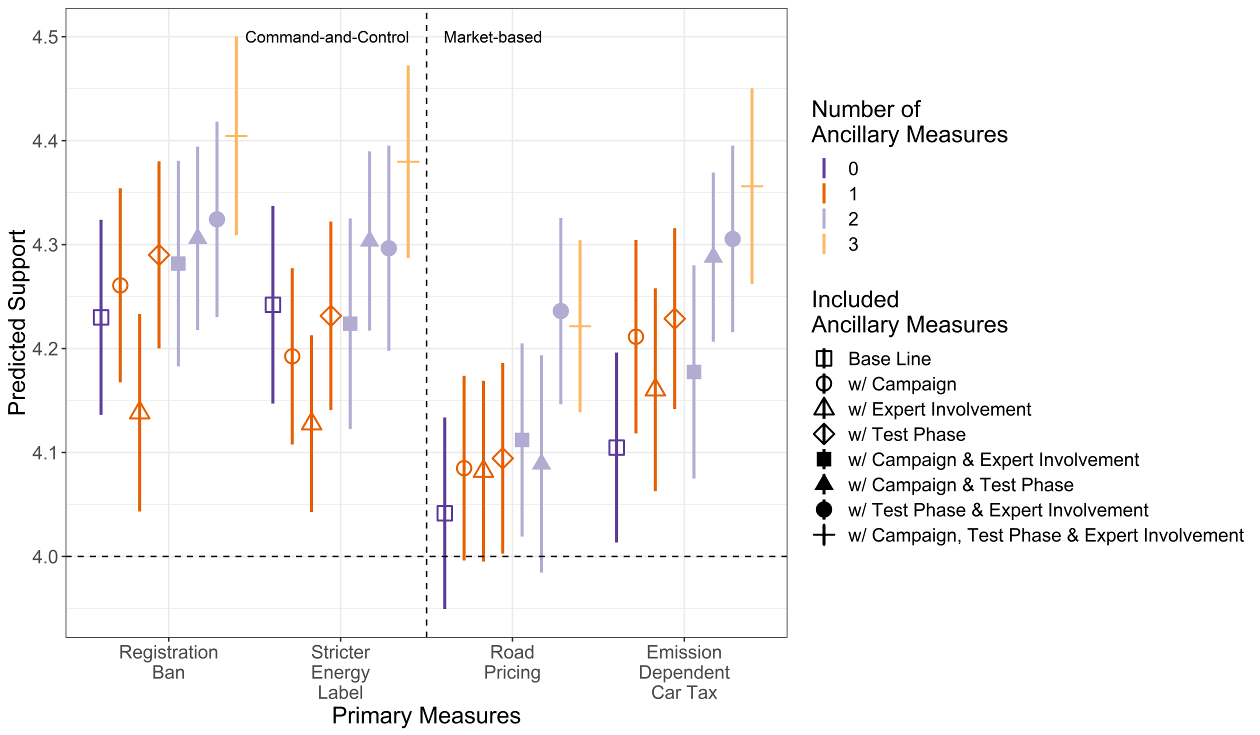 Command-and-Control
Market-based
4.5
4.4
4.3
4.2
4.1
4.0
Predicted Support
Registration
Ban
Stricter
Energy
Label
Road
Pricing
Emission
Dependent
Car Tax
Primary Measures
Number of
Ancillary Measures
0
1
2
3
Included
Ancillary Measures
Base Line
w/ Campaign
w/ Expert Involvement
w/ Test Phase
w/ Campaign & Expert Involvement
w/ Campaign & Test Phase
w/ Test Phase & Expert Involvement
w/ Campaign, Test Phase & Expert Involvement